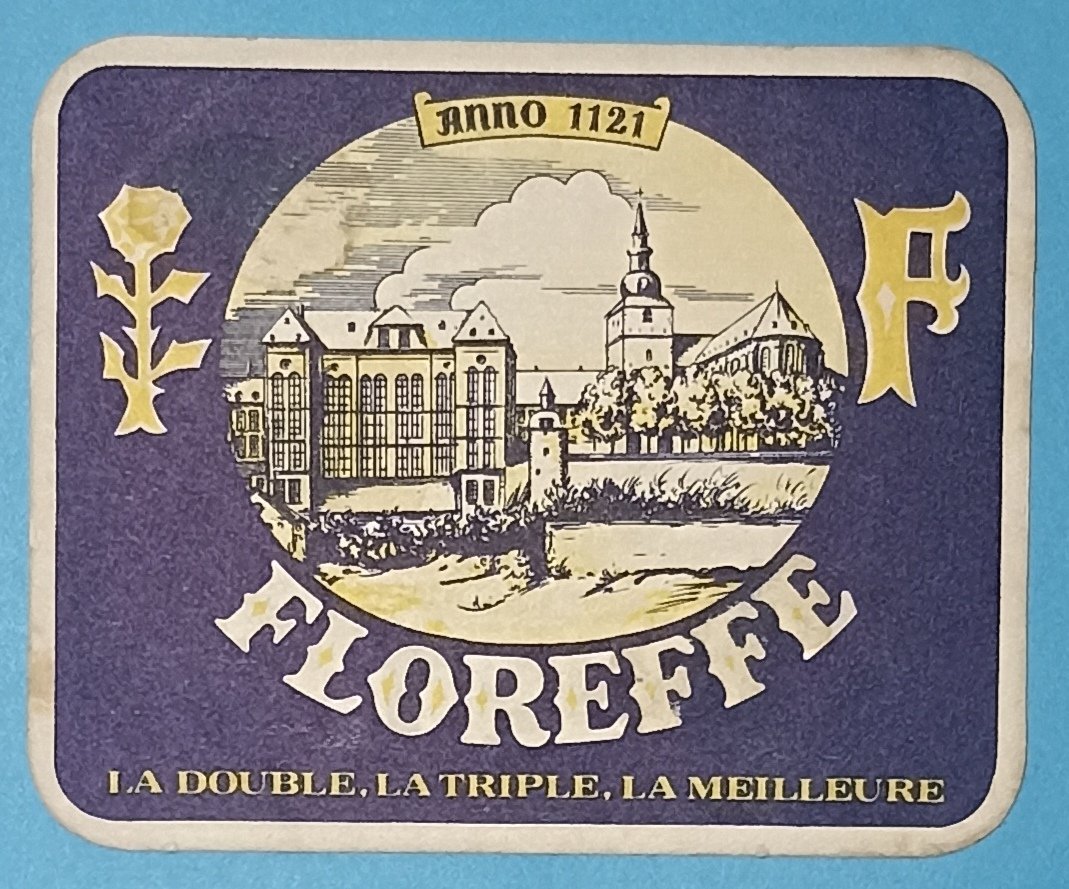 ANNO 1121
F
FLOREFFE
LA DOUBLE, LA TRIPLE, LA MEILLEURE